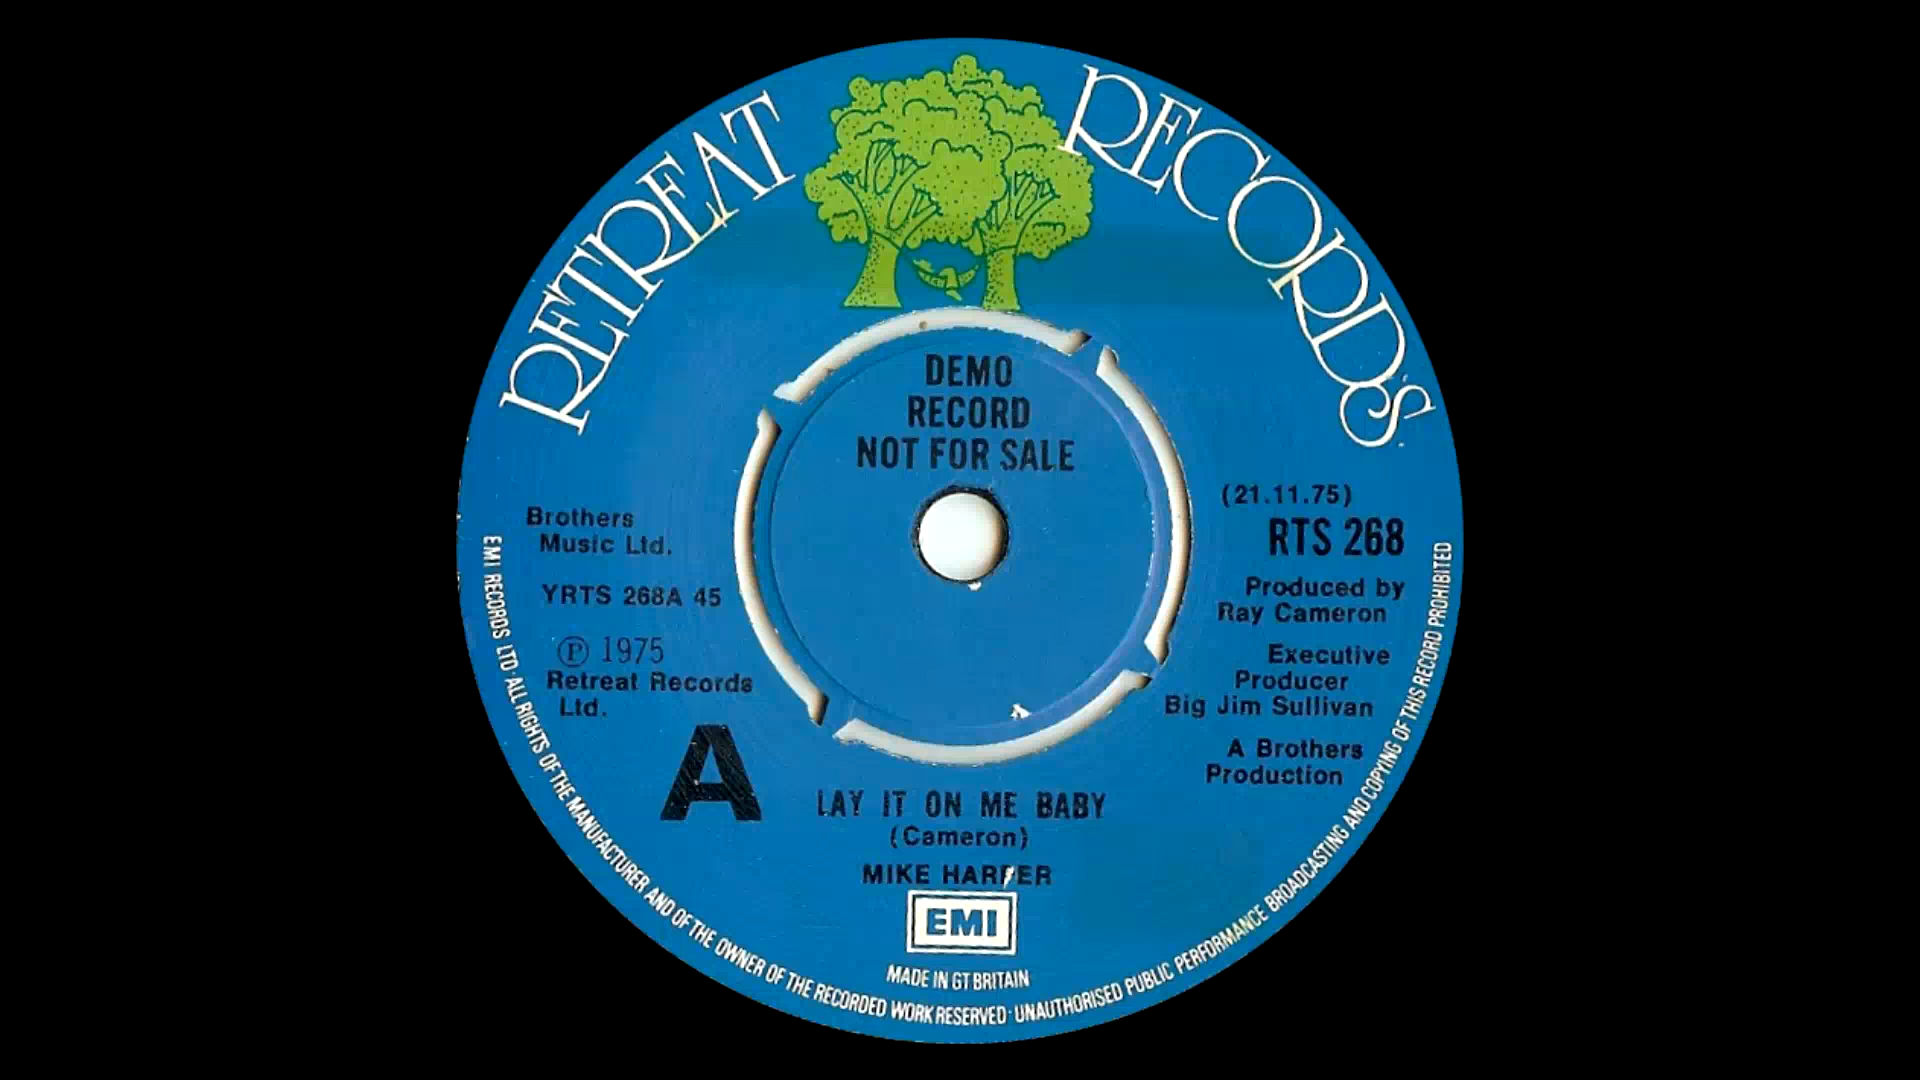 RETREAT RECORDS
DEMO
RECORD
NOT FOR SALE
Brothers
Music Ltd.
YRTS 268A 45
Ⓟ 1975
Retreat Records
Ltd.
A
(21.11.75)
RTS 268
Produced by
Ray Cameron
Executive
Producer
Big Jim Sullivan
A Brothers
Production
LAY IT ON ME BABY
(Cameron)
MIKE HARPER
EMI
MADE IN GT BRITAIN
EMI RECORDS LTD·ALL RIGHTS OF THE MANUFACTURER AND OF THE OWNER OF THE RECORDED WORK RESERVED·UNAUTHORISED PUBLIC PERFORMANCE BROADCASTING AND COPYING OF THIS RECORD PROHIBITED